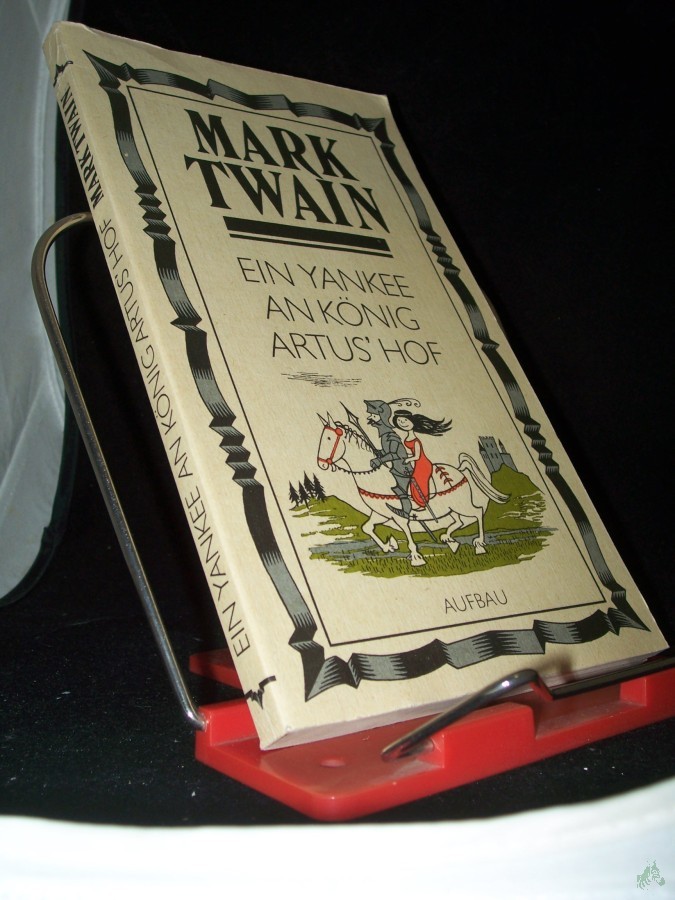 MARK
TWAIN
EIN YANKEE
AN KÖNIG
ARTUS' HOF
AUFBAU
EIN YANKEE AN KÖNIG ARTUS' HOF MARK TWAIN